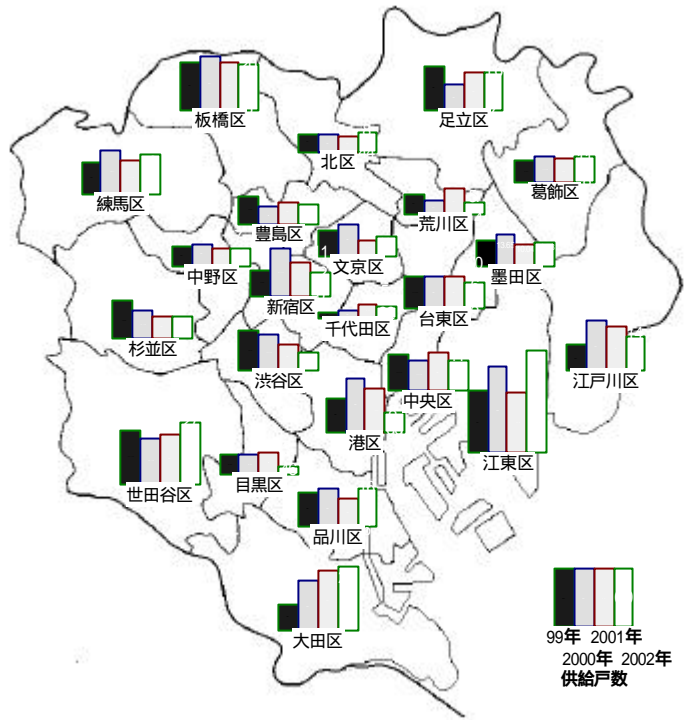 板橋区
足立区
北区
葛飾区
練馬区
荒川区
豊島区
文京区
1
中野区
墨田区
0
新宿区
台東区
千代田区
杉並区
渋谷区
江戸川区
中央区
港区
江東区
世田谷区
目黒区
品川区
大田区
99年 2001年
2000年 2002年
供給戸数